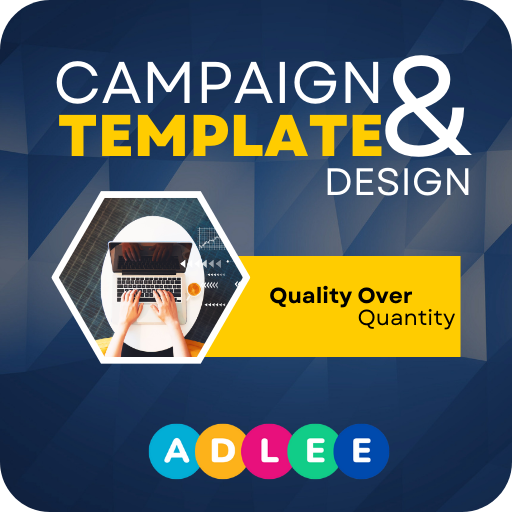 CAMPAIGN &
TEMPLATE
DESIGN
Quality Over
Quantity
ADLEE